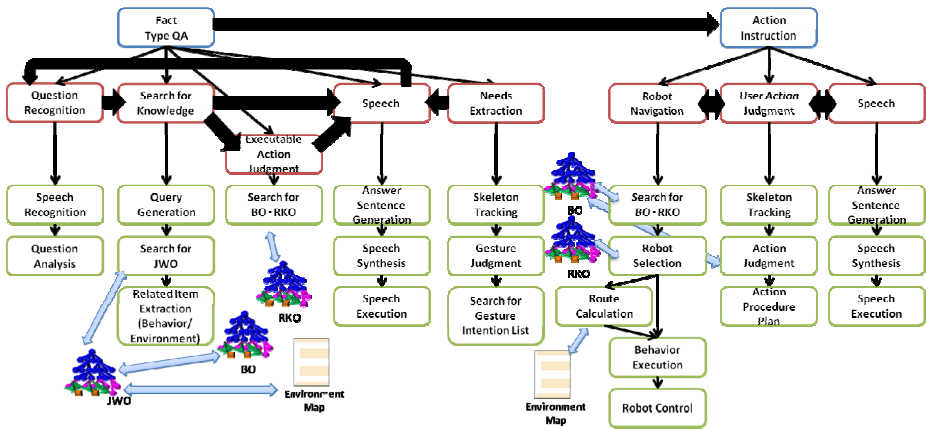 Fact
Type QA
Action
Instruction
Question
Recognition
Search for
Knowledge
Speech
Needs
Extraction
Robot
Navigation
User Action
Judgment
Speech
Executable
Action
Judgment
Speech
Recognition
Query
Generation
Search for
BO・RKO
Answer
Sentence
Generation
Skeleton
Tracking
BO
Search for
BO・RKO
Skeleton
Tracking
Answer
Sentence
Generation
Question
Analysis
Search for
JWO
Speech
Synthesis
Gesture
Judgment
RKO
Robot
Selection
Action
Judgment
Speech
Synthesis
Related Item
Extraction
(Behavior/
Environment)
RKO
Speech
Execution
Search for
Gesture
Intention List
Route
Calculation
Action
Procedure
Plan
Speech
Execution
BO
JWO
Environment
Map
Environment
Map
Behavior
Execution
Robot Control